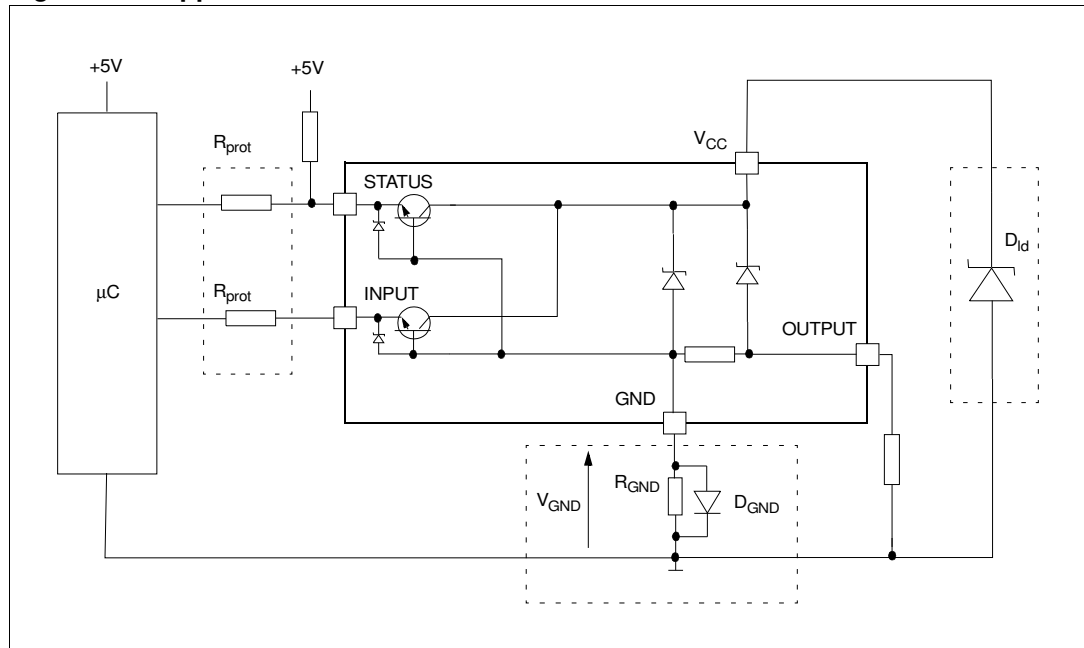 +5V
+5V
R_prot
V_CC
STATUS
D_ld
μC
R_prot
INPUT
OUTPUT
GND
R_GND
V_GND
D_GND